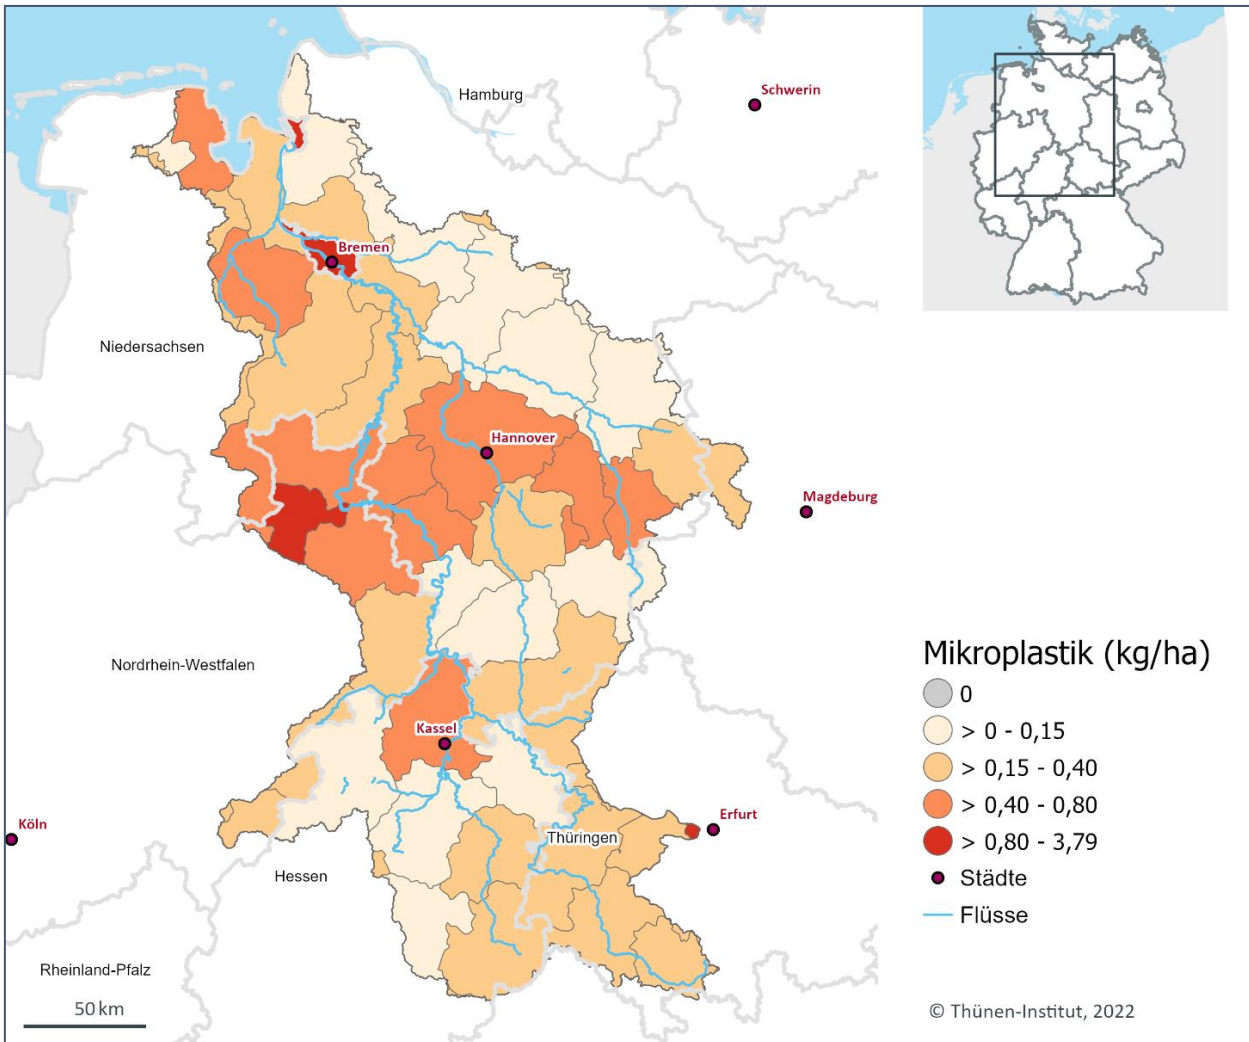 Hamburg
Schwerin
Bremen
Niedersachsen
Hannover
Magdeburg
Nordrhein-Westfalen
Kassel
Köln
Erfurt
Thüringen
Hessen
Rheinland-Pfalz
50 km
Mikroplastik (kg/ha)
0
> 0 - 0,15
> 0,15 - 0,40
> 0,40 - 0,80
> 0,80 - 3,79
Städte
Flüsse
© Thünen-Institut, 2022